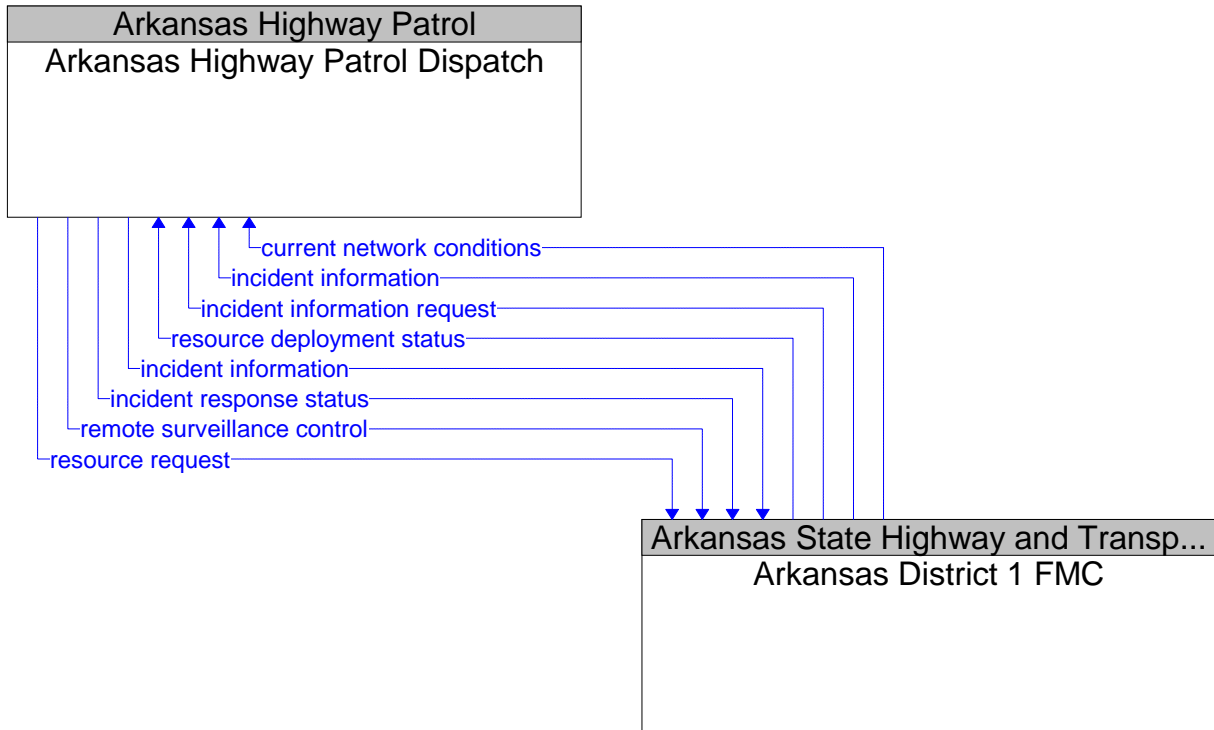 Arkansas Highway Patrol
Arkansas Highway Patrol Dispatch
current network conditions
incident information
incident information request
resource deployment status
incident information
incident response status
remote surveillance control
resource request
Arkansas State Highway and Transp...
Arkansas District 1 FMC